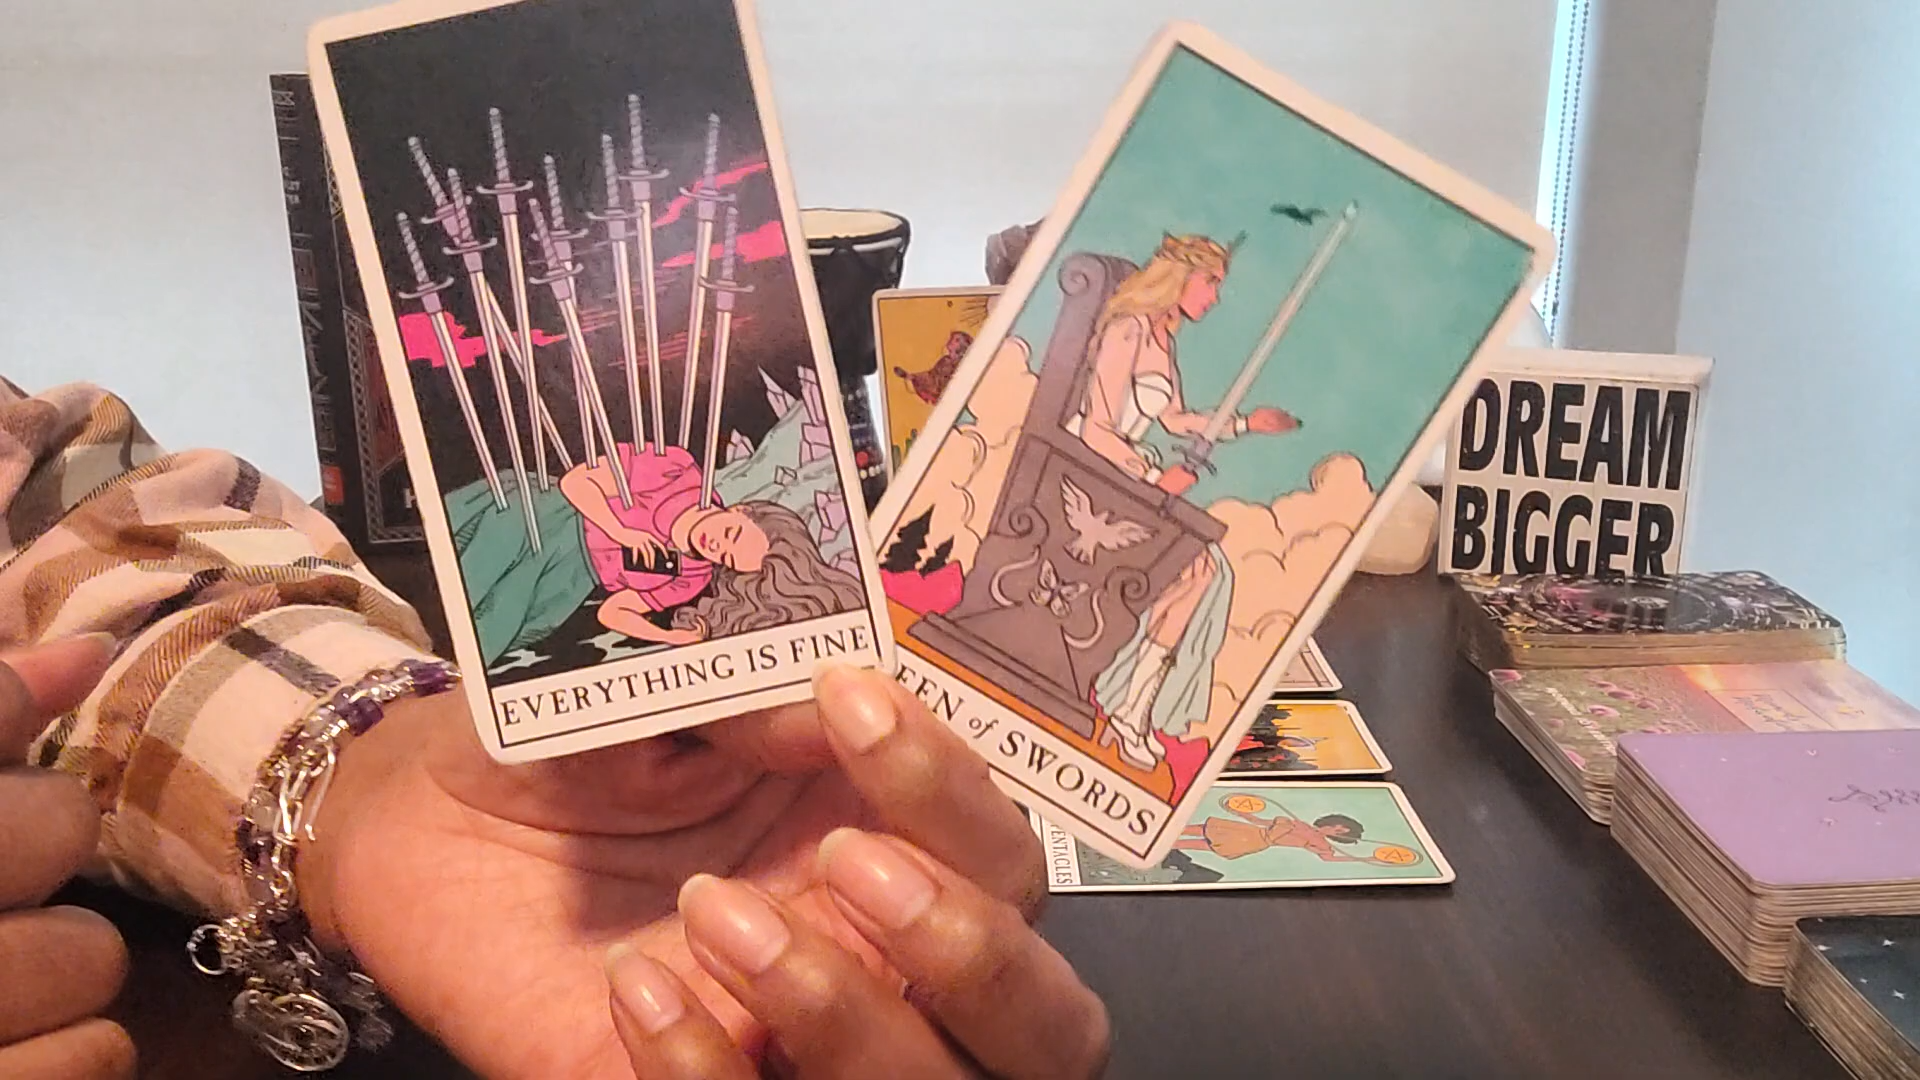 EVERYTHING IS FINE
EEN of SWORDS
DREAM
BIGGER
PENTACLES